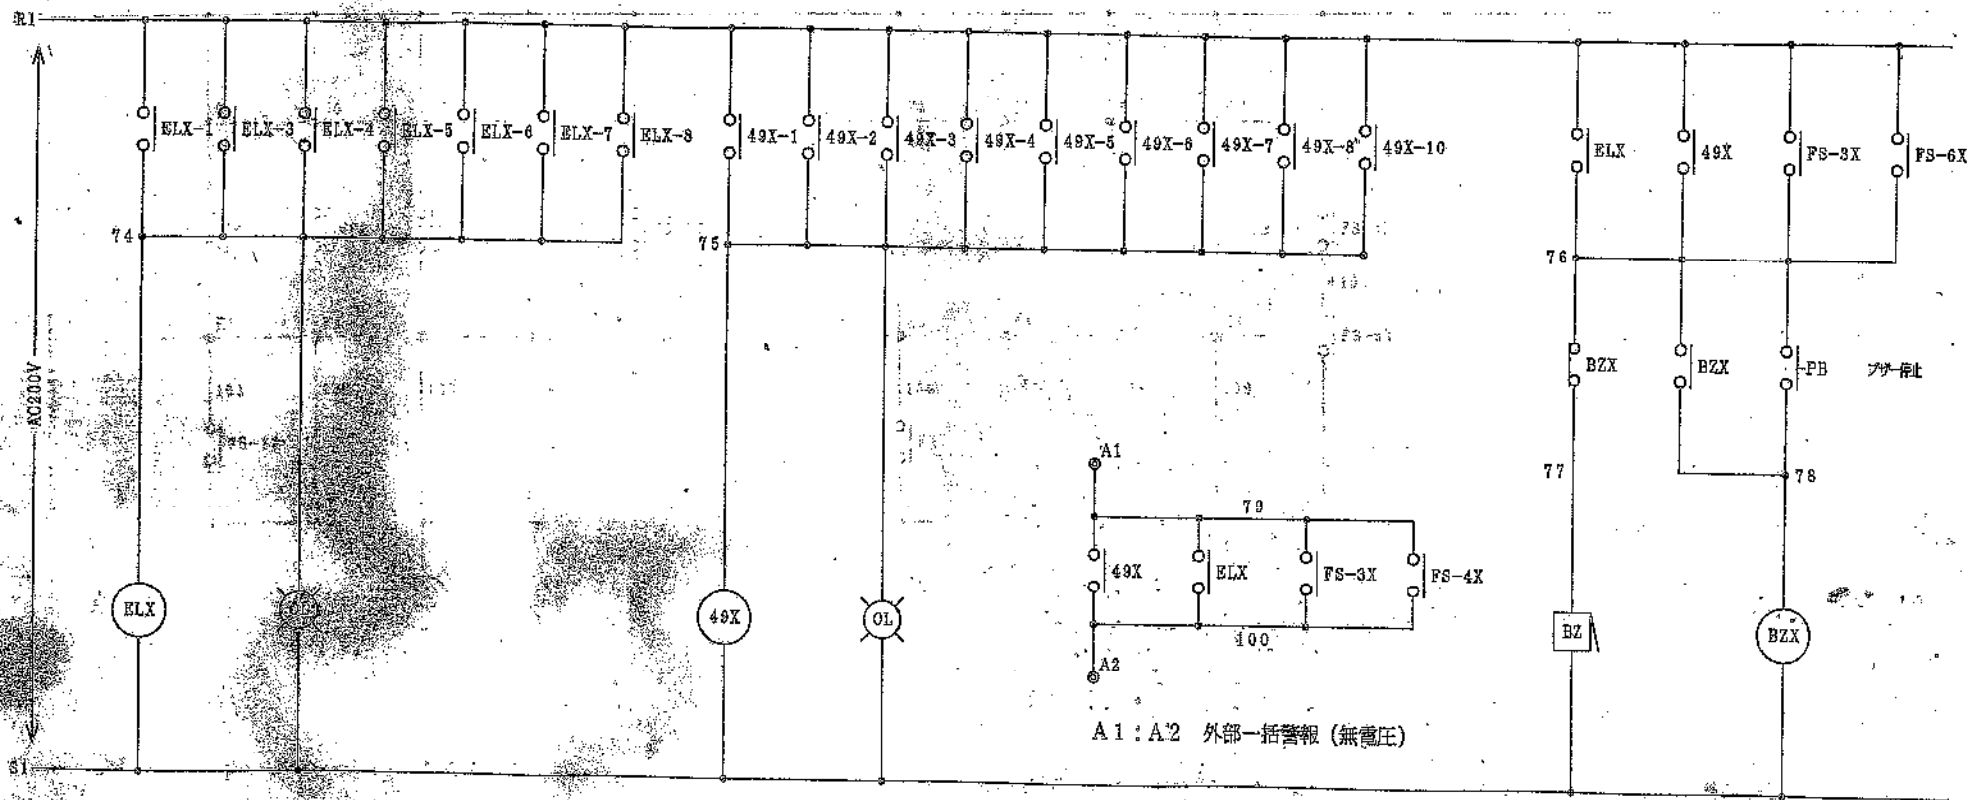 R1
ELX-1 ELX-3 ELX-4 ELX-5 ELX-6 ELX-7 ELX-8 49X-1 49X-2 49X-3 49X-4 49X-5 49X-6 49X-7 49X-8 49X-10 ELX 49X FS-3X FS-6X
74 75 76
AC200V
BZX BZX PB ブザー停止
77 78
A1
79
49X ELX FS-3X FS-4X
ELX 49X OL BZ BZX
100
A2
A1:A2 外部一括警報(無電圧)
S1